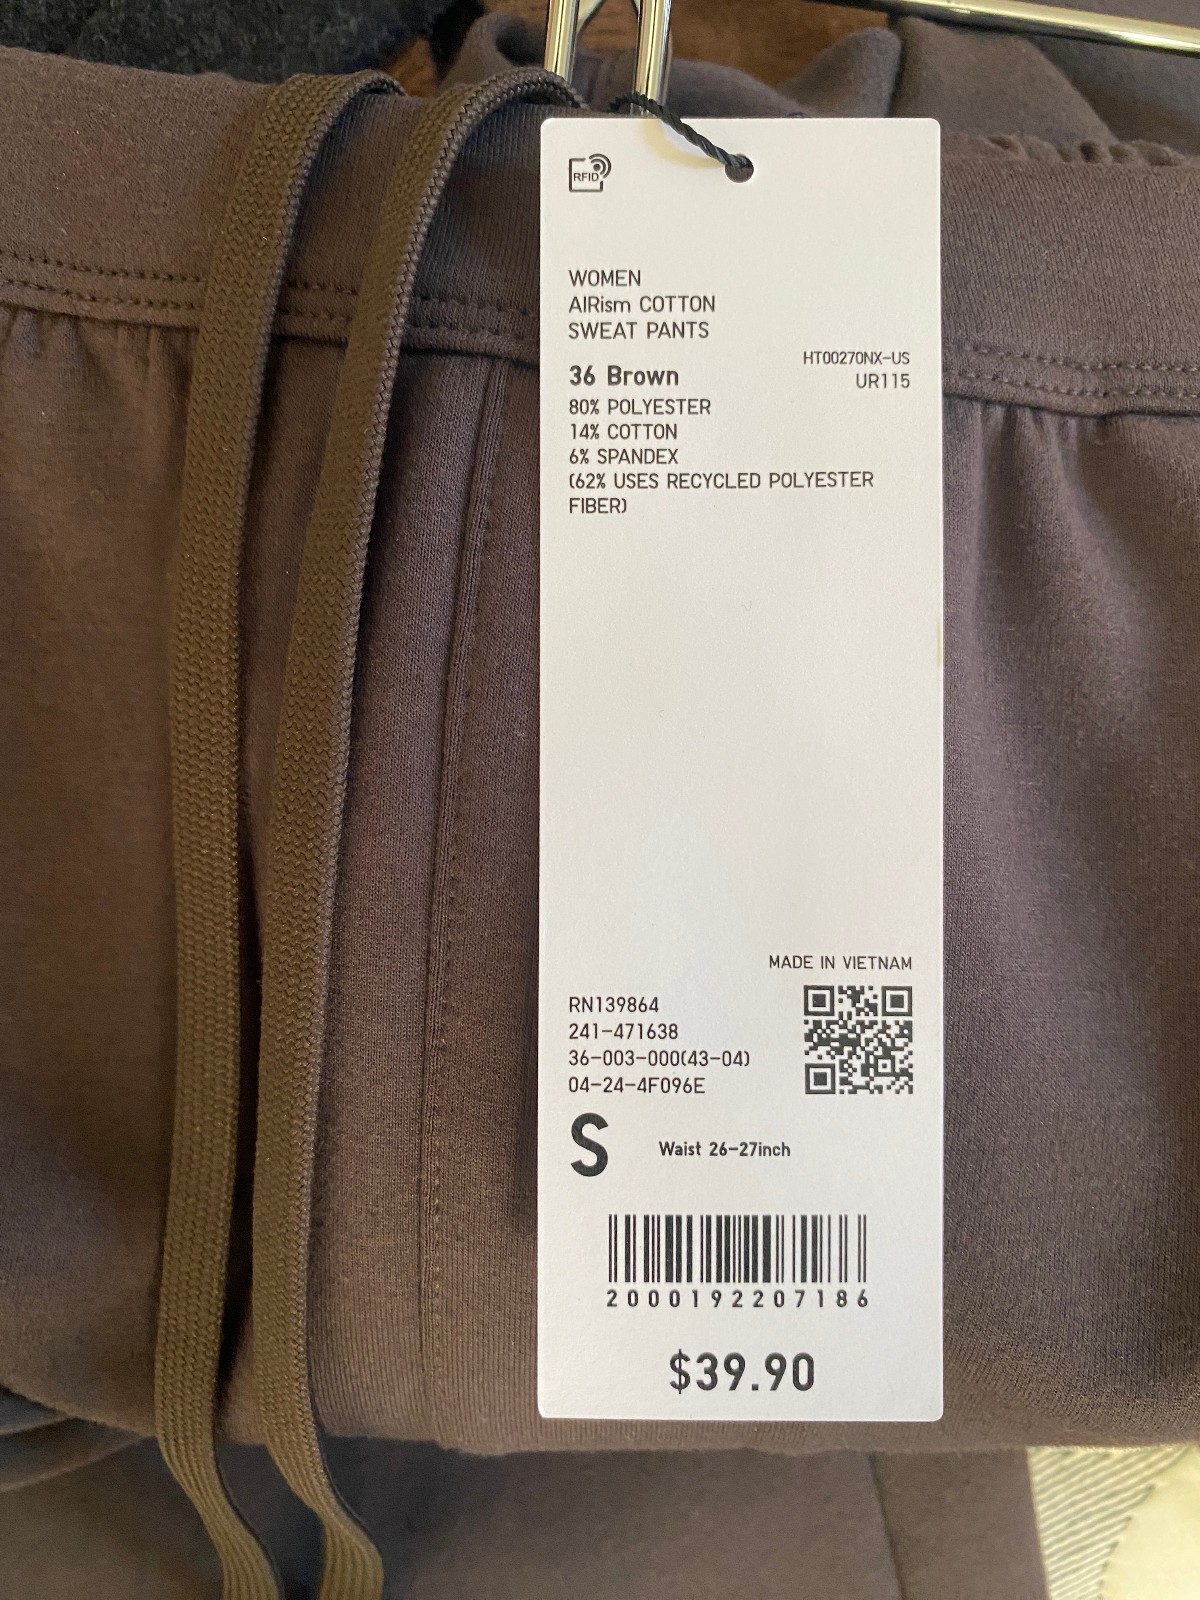 RFID
WOMEN
AIRism COTTON
SWEAT PANTS
HT00270NX-US
36 Brown
UR115
80% POLYESTER
14% COTTON
6% SPANDEX
(62% USES RECYCLED POLYESTER
FIBER)
MADE IN VIETNAM
RN139864
241-471638
36-003-000(43-04)
04-24-4F096E
S Waist 26-27inch
2000192207186
$39.90